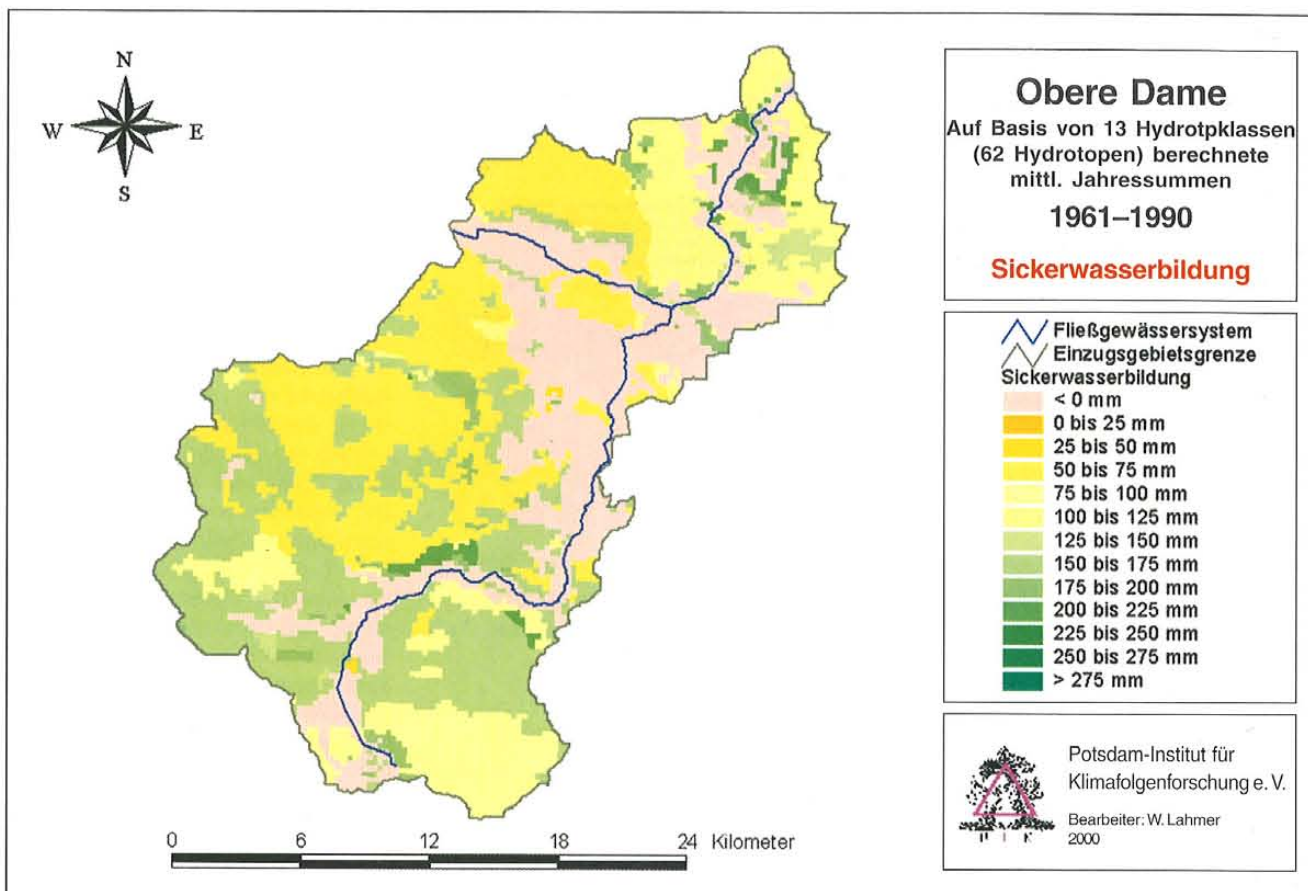 N
W E
S
Obere Dame
Auf Basis von 13 Hydrotpklassen
(62 Hydrotopen) berechnete
mittl. Jahressummen
1961–1990
Sickerwasserbildung
Fließgewässersystem
Einzugsgebietsgrenze
Sickerwasserbildung
< 0 mm
0 bis 25 mm
25 bis 50 mm
50 bis 75 mm
75 bis 100 mm
100 bis 125 mm
125 bis 150 mm
150 bis 175 mm
175 bis 200 mm
200 bis 225 mm
225 bis 250 mm
250 bis 275 mm
> 275 mm
Potsdam-Institut für
Klimafolgenforschung e. V.
Bearbeiter: W. Lahmer
2000
P I K
0 6 12 18 24 Kilometer